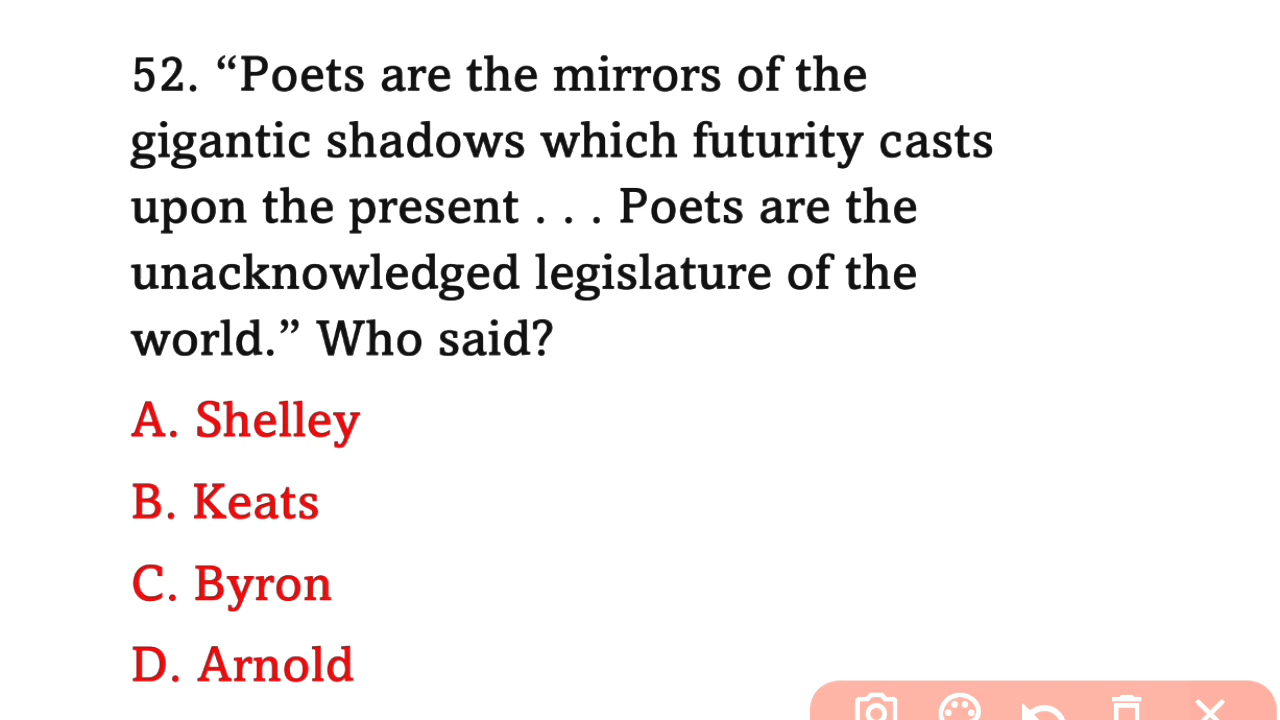 52. “Poets are the mirrors of the
gigantic shadows which futurity casts
upon the present . . . Poets are the
unacknowledged legislature of the
world.” Who said?
A. Shelley
B. Keats
C. Byron
D. Arnold